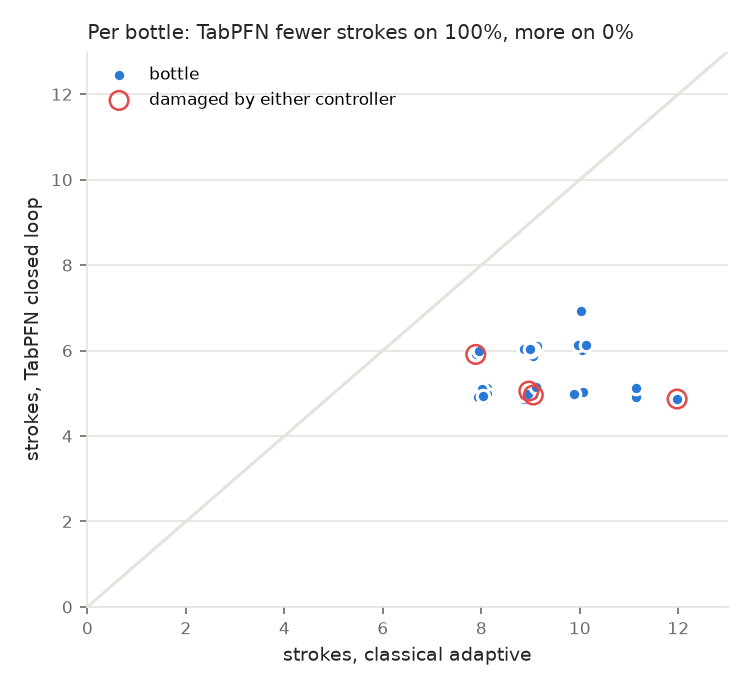 Per bottle: TabPFN fewer strokes on 100%, more on 0%
bottle
damaged by either controller
12
10
8
6
4
2
0
strokes, TabPFN closed loop
0 2 4 6 8 10 12
strokes, classical adaptive